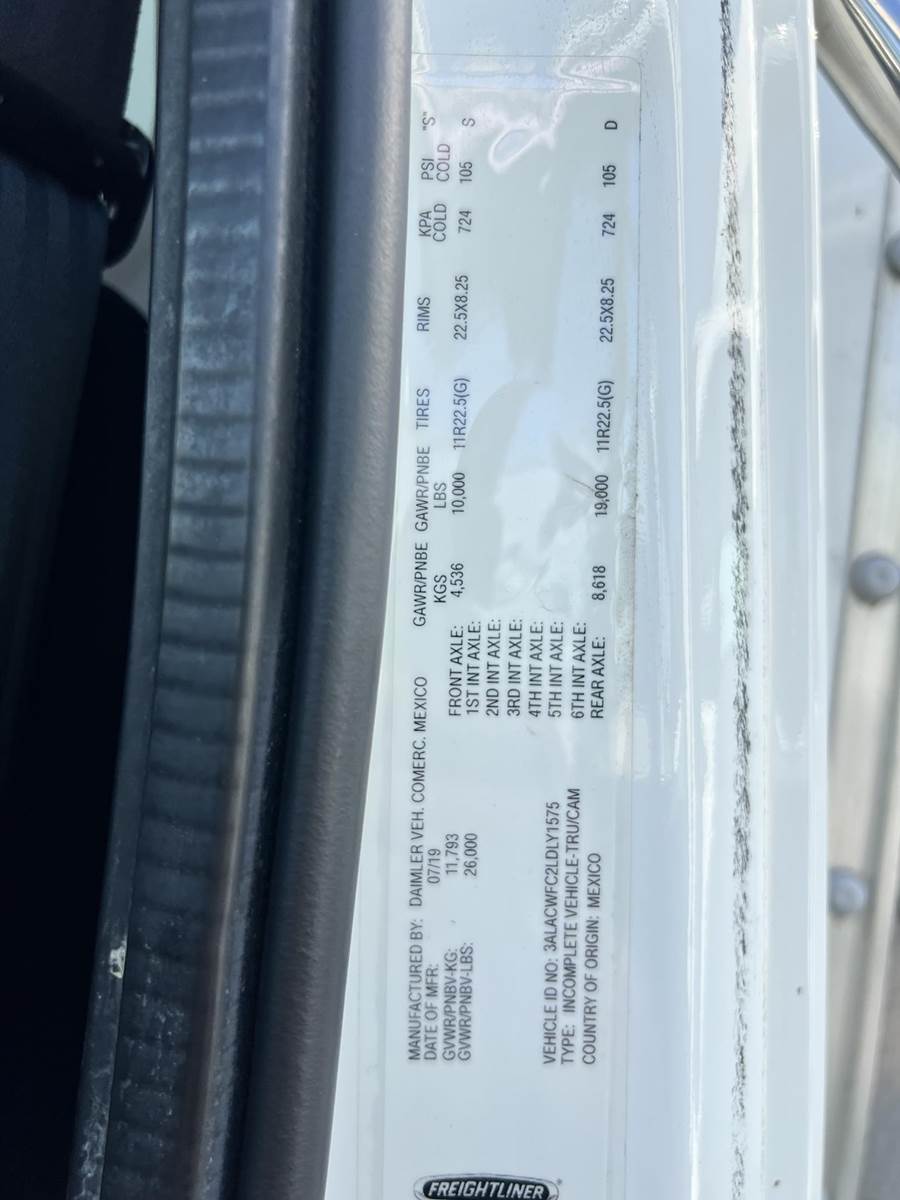 FREIGHTLINER
MANUFACTURED BY: DAIMLER VEH. COMERC. MEXICO
DATE OF MFR: 07/19
GVWR/PNBV-KG: 11,793
GVWR/PNBV-LBS: 26,000
VEHICLE ID NO: 3ALACWFC2LDLY1575
TYPE: INCOMPLETE VEHICLE-TRU/CAM
COUNTRY OF ORIGIN: MEXICO
GAWR/PNBE GAWR/PNBE TIRES RIMS KPA PSI "S"
KGS LBS COLD COLD
FRONT AXLE: 4,536 10,000 11R22.5(G) 22.5X8.25 724 105 S
1ST INT AXLE:
2ND INT AXLE:
3RD INT AXLE:
4TH INT AXLE:
5TH INT AXLE:
6TH INT AXLE:
REAR AXLE: 8,618 19,000 11R22.5(G) 22.5X8.25 724 105 D